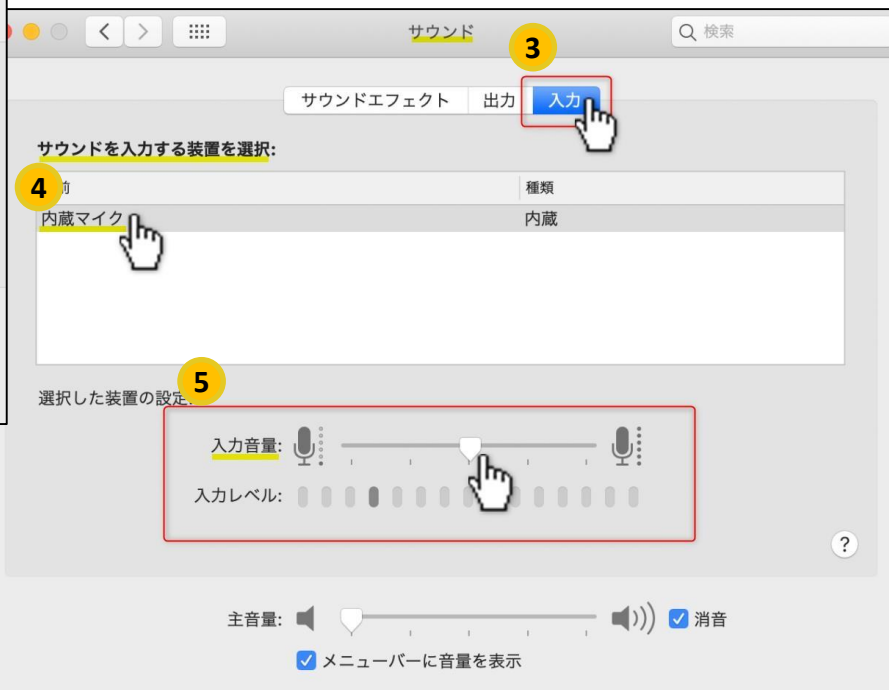 サウンド
検索
3
サウンドエフェクト 出力 入力
サウンドを入力する装置を選択:
4
前 種類
内蔵マイク 内蔵
5
選択した装置の設定:
入力音量:
入力レベル:
?
主音量: 消音
メニューバーに音量を表示